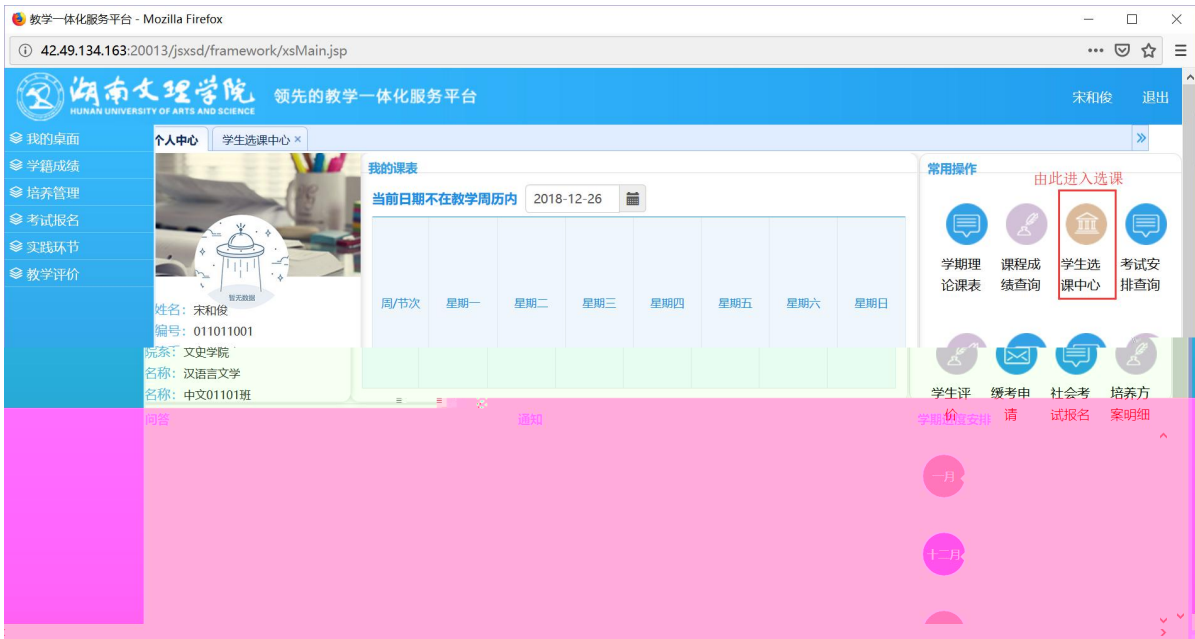 教学一体化服务平台 - Mozilla Firefox
42.49.134.163:20013/jsxsd/framework/xsMain.jsp
湖南文理学院
HUNAN UNIVERSITY OF ARTS AND SCIENCE
领先的教学一体化服务平台
宋和俊 退出
我的桌面
学籍成绩
培养管理
考试报名
实践环节
教学评价
个人中心 学生选课中心 ×
暂无数据
姓名：宋和俊
编号：011011001
院系：文史学院
名称：汉语言文学
名称：中文01101班
我的课表
当前日期不在教学周历内 2018-12-26
周/节次 星期一 星期二 星期三 星期四 星期五 星期六 星期日
常用操作
由此进入选课
学期理论课表
课程成绩查询
学生选课中心
考试安排查询
学生评价
缓考申请
社会考试报名
培养方案明细
问答
通知
学期进度安排
一月
十二月